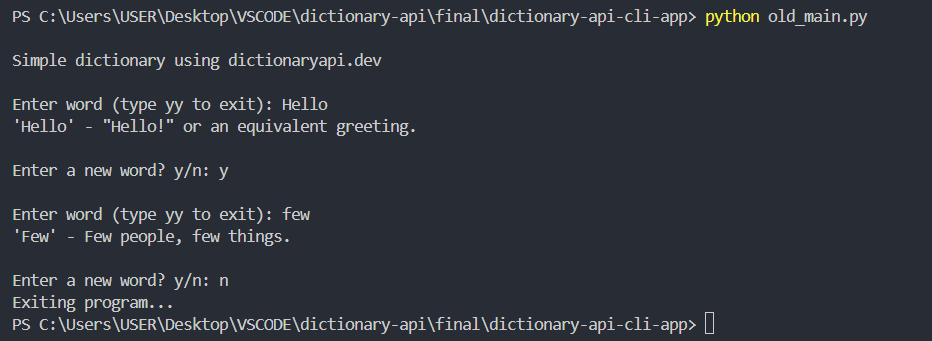 PS C:\Users\USER\Desktop\VSCODE\dictionary-api\final\dictionary-api-cli-app> python old_main.py
Simple dictionary using dictionaryapi.dev
Enter word (type yy to exit): Hello
'Hello' - "Hello!" or an equivalent greeting.
Enter a new word? y/n: y
Enter word (type yy to exit): few
'Few' - Few people, few things.
Enter a new word? y/n: n
Exiting program...
PS C:\Users\USER\Desktop\VSCODE\dictionary-api\final\dictionary-api-cli-app>